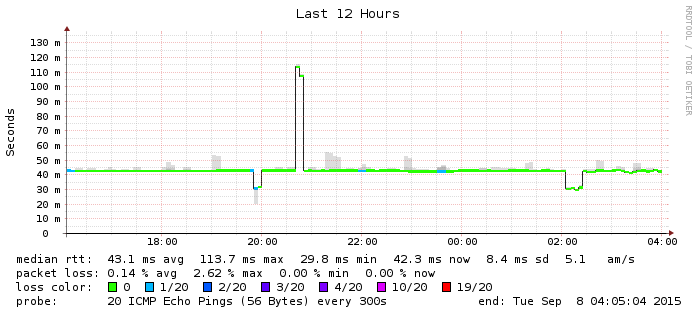 Last 12 Hours
RRDTOOL / TOBI OETIKER
Seconds
130 m
120 m
110 m
100 m
90 m
80 m
70 m
60 m
50 m
40 m
30 m
20 m
10 m
0
18:00 20:00 22:00 00:00 02:00 04:00
median rtt: 43.1 ms avg 113.7 ms max 29.8 ms min 42.3 ms now 8.4 ms sd 5.1 am/s
packet loss: 0.14 % avg 2.62 % max 0.00 % min 0.00 % now
loss color: 0 1/20 2/20 3/20 4/20 10/20 19/20
probe: 20 ICMP Echo Pings (56 Bytes) every 300s end: Tue Sep 8 04:05:04 2015